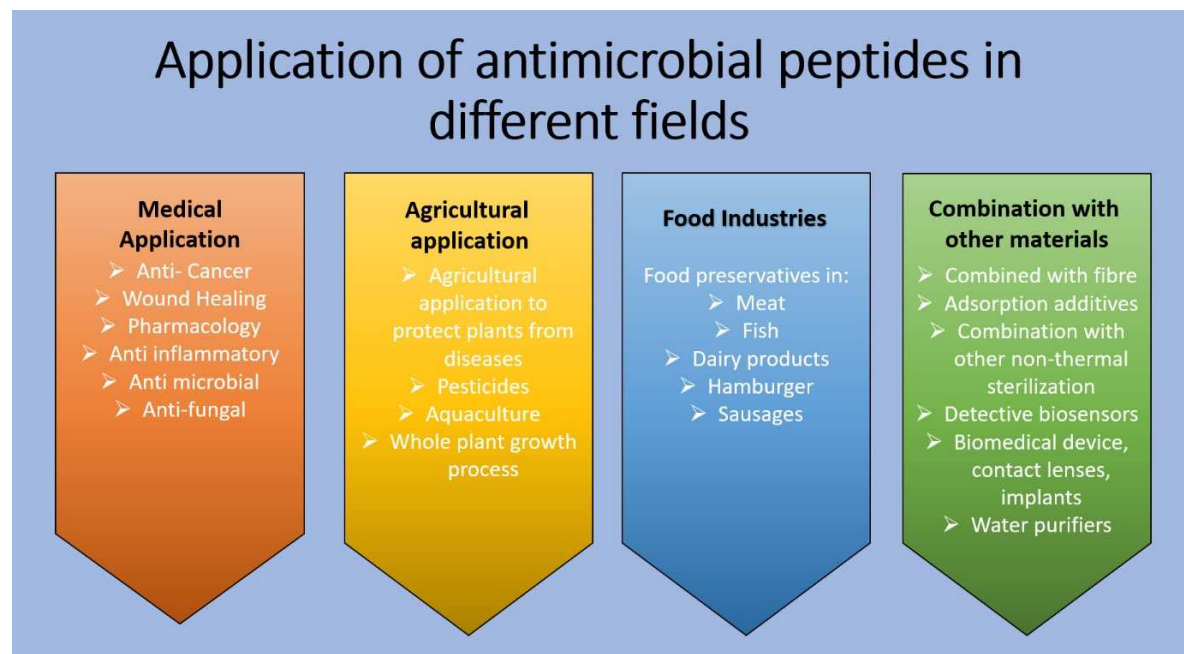 Application of antimicrobial peptides in
different fields
Medical
Application
➢ Anti- Cancer
➢ Wound Healing
➢ Pharmacology
➢ Anti inflammatory
➢ Anti microbial
➢ Anti-fungal
Agricultural
application
➢ Agricultural
application to
protect plants from
diseases
➢ Pesticides
➢ Aquaculture
➢ Whole plant growth
process
Food Industries
Food preservatives in:
➢ Meat
➢ Fish
➢ Dairy products
➢ Hamburger
➢ Sausages
Combination with
other materials
➢ Combined with fibre
➢ Adsorption additives
➢ Combination with
other non-thermal
sterilization
➢ Detective biosensors
➢ Biomedical device,
contact lenses,
implants
➢ Water purifiers